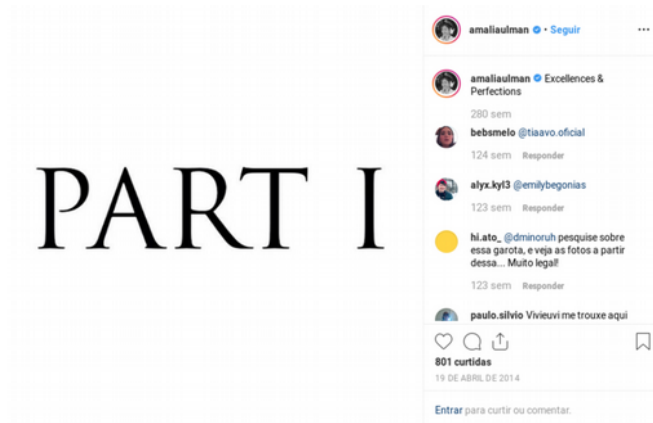 PART I
amaliaulman • Seguir
amaliaulman Excellences &
Perfections
280 sem
bebsmelo @tiaavo.oficial
124 sem Responder
alyx.kyl3 @emilybegonias
123 sem Responder
hi.ato_ @dminoruh pesquise sobre
essa garota, e veja as fotos a partir
dessa... Muito legal!
123 sem Responder
paulo.silvio Vivieuvi me trouxe aqui
801 curtidas
19 DE ABRIL DE 2014
Entrar para curtir ou comentar.